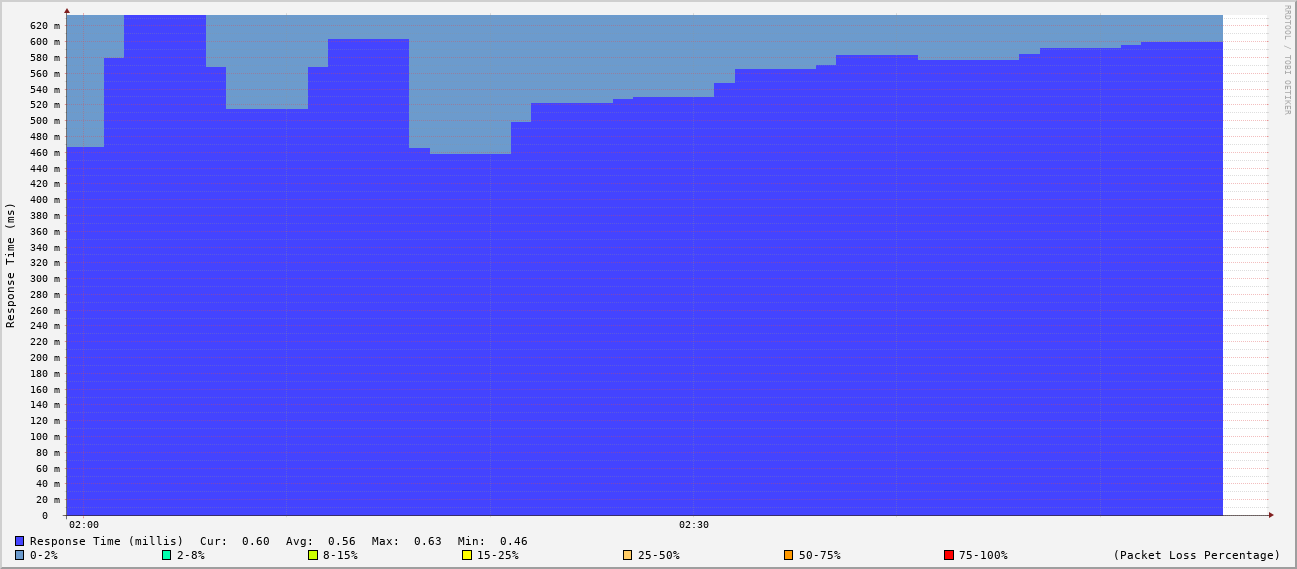 RRDTOOL / TOBI OETIKER
Response Time (ms)
620 m
600 m
580 m
560 m
540 m
520 m
500 m
480 m
460 m
440 m
420 m
400 m
380 m
360 m
340 m
320 m
300 m
280 m
260 m
240 m
220 m
200 m
180 m
160 m
140 m
120 m
100 m
80 m
60 m
40 m
20 m
0
02:00 02:30
Response Time (millis) Cur: 0.60 Avg: 0.56 Max: 0.63 Min: 0.46
0-2% 2-8% 8-15% 15-25% 25-50% 50-75% 75-100% (Packet Loss Percentage)